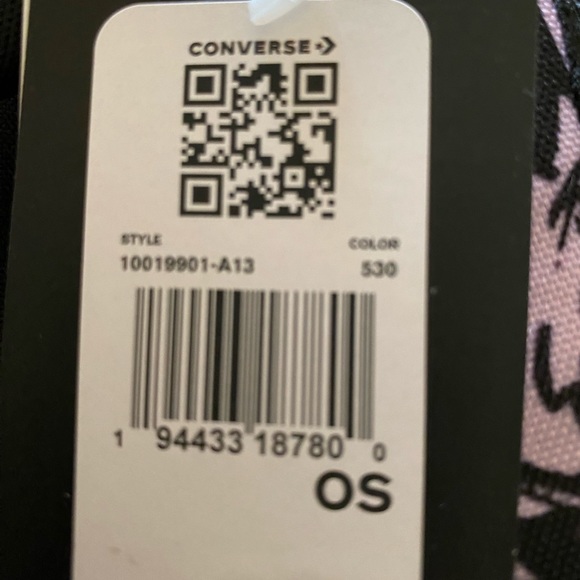 CONVERSE
STYLE COLOR
10019901-A13 530
1 94433 18780 0
OS